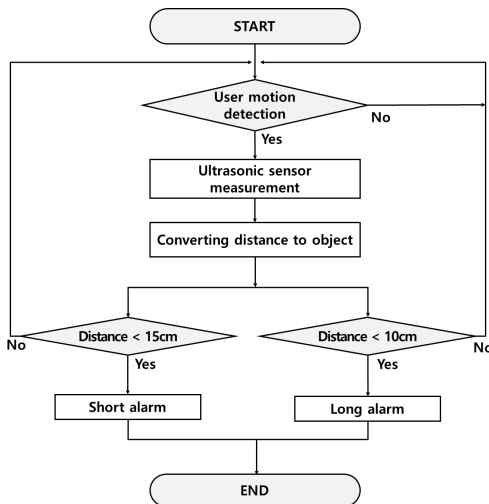 START
User motion
detection
No
Yes
Ultrasonic sensor
measurement
Converting distance to object
Distance < 15cm
Distance < 10cm
No
No
Yes
Yes
Short alarm
Long alarm
END